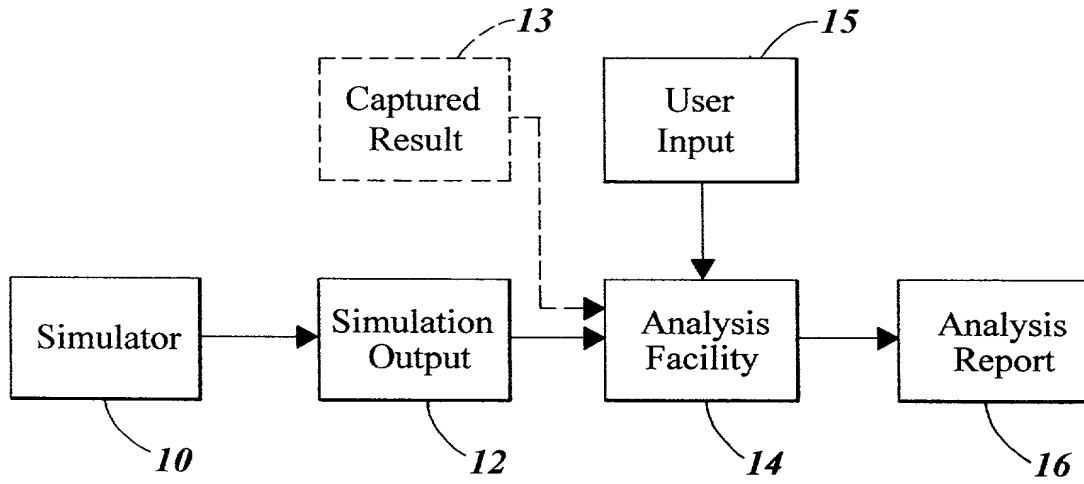 13
15
Captured
Result
User
Input
Simulator
Simulation
Output
Analysis
Facility
Analysis
Report
10
12
14
16